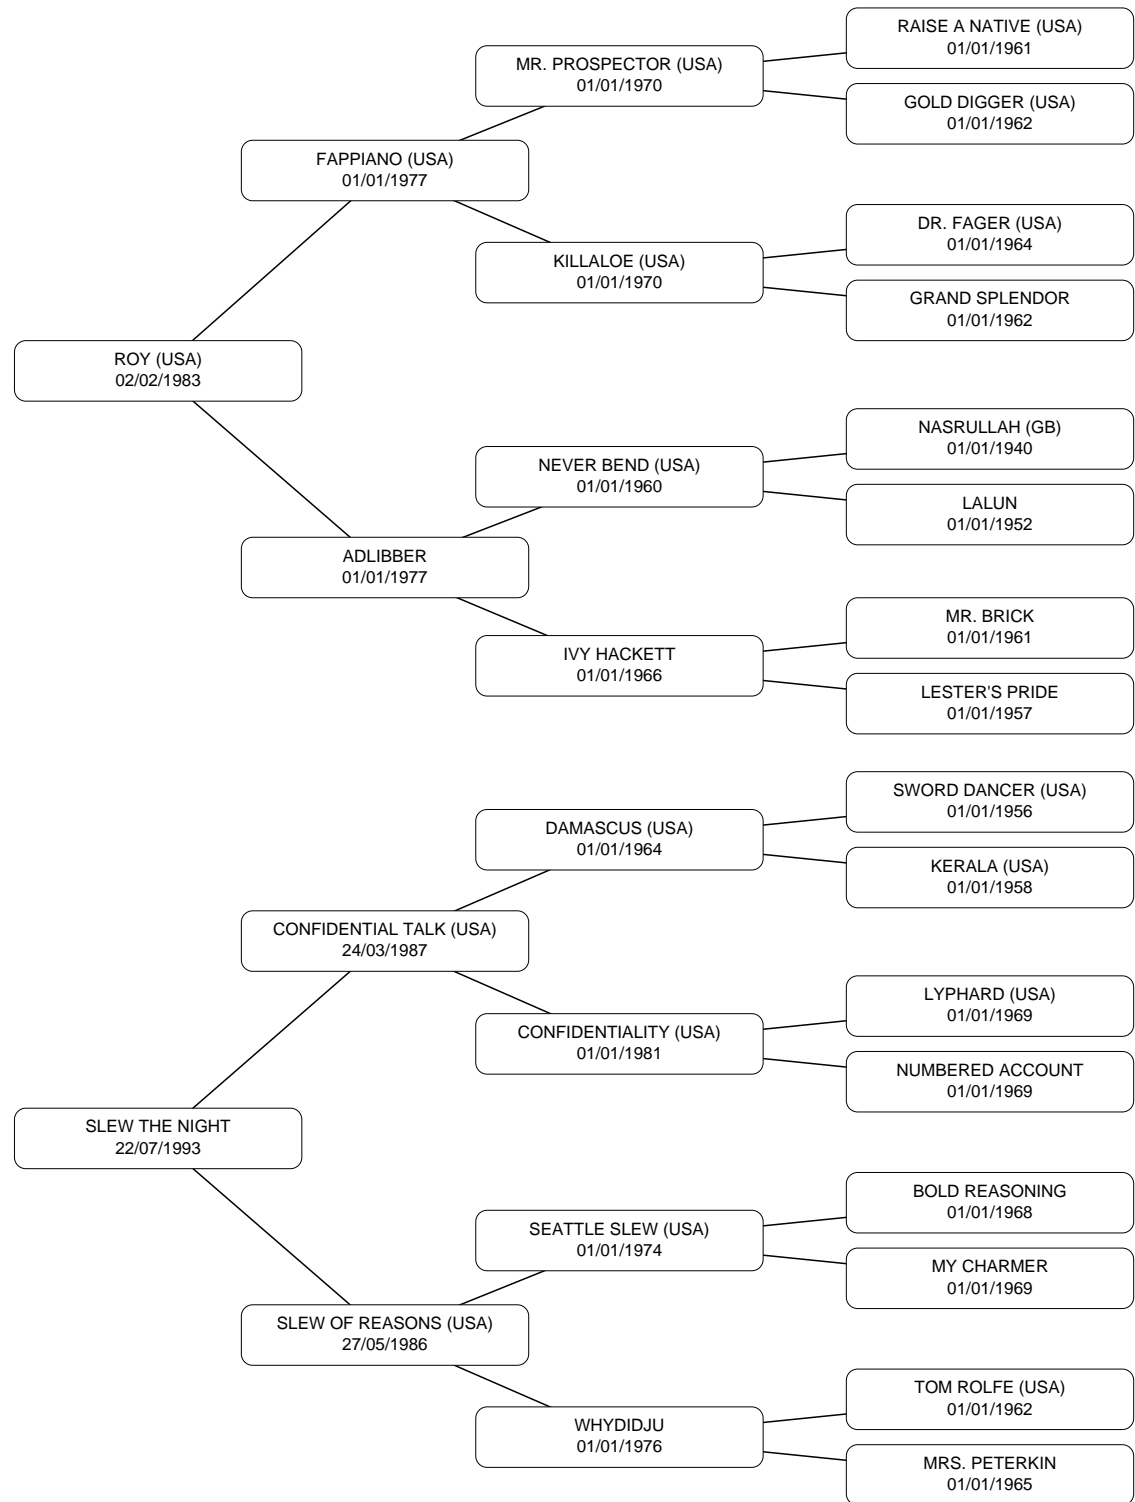 RAISE A NATIVE (USA)
01/01/1961
MR. PROSPECTOR (USA)
01/01/1970
GOLD DIGGER (USA)
01/01/1962
FAPPIANO (USA)
01/01/1977
DR. FAGER (USA)
01/01/1964
KILLALOE (USA)
01/01/1970
GRAND SPLENDOR
01/01/1962
ROY (USA)
02/02/1983
NASRULLAH (GB)
01/01/1940
NEVER BEND (USA)
01/01/1960
LALUN
01/01/1952
ADLIBBER
01/01/1977
MR. BRICK
01/01/1961
IVY HACKETT
01/01/1966
LESTER'S PRIDE
01/01/1957
SWORD DANCER (USA)
01/01/1956
DAMASCUS (USA)
01/01/1964
KERALA (USA)
01/01/1958
CONFIDENTIAL TALK (USA)
24/03/1987
LYPHARD (USA)
01/01/1969
CONFIDENTIALITY (USA)
01/01/1981
NUMBERED ACCOUNT
01/01/1969
SLEW THE NIGHT
22/07/1993
BOLD REASONING
01/01/1968
SEATTLE SLEW (USA)
01/01/1974
MY CHARMER
01/01/1969
SLEW OF REASONS (USA)
27/05/1986
TOM ROLFE (USA)
01/01/1962
WHYDIDJU
01/01/1976
MRS. PETERKIN
01/01/1965